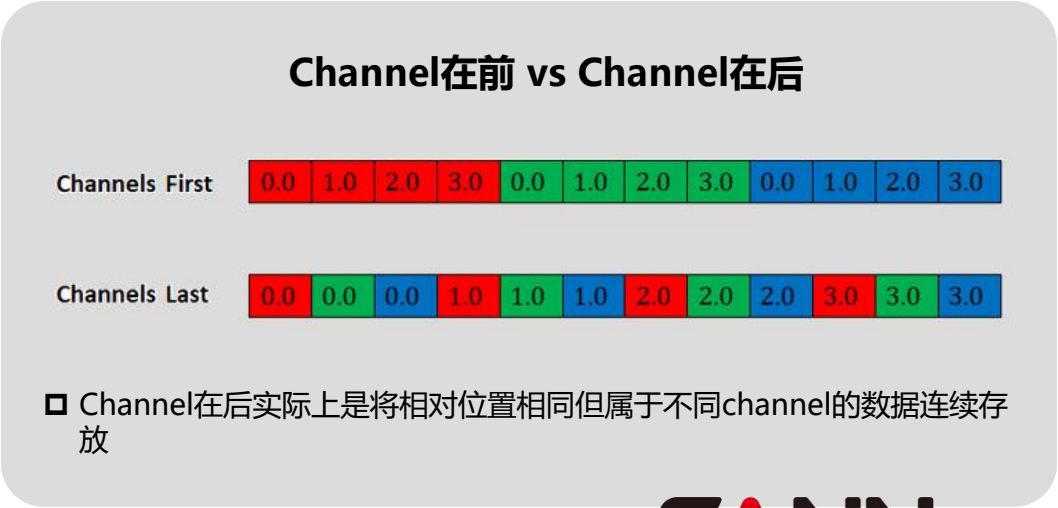 Channel在前 vs Channel在后
Channels First 0.0 1.0 2.0 3.0 0.0 1.0 2.0 3.0 0.0 1.0 2.0 3.0
Channels Last 0.0 0.0 0.0 1.0 1.0 1.0 2.0 2.0 2.0 3.0 3.0 3.0
Channel在后实际上是将相对位置相同但属于不同channel的数据连续存
放